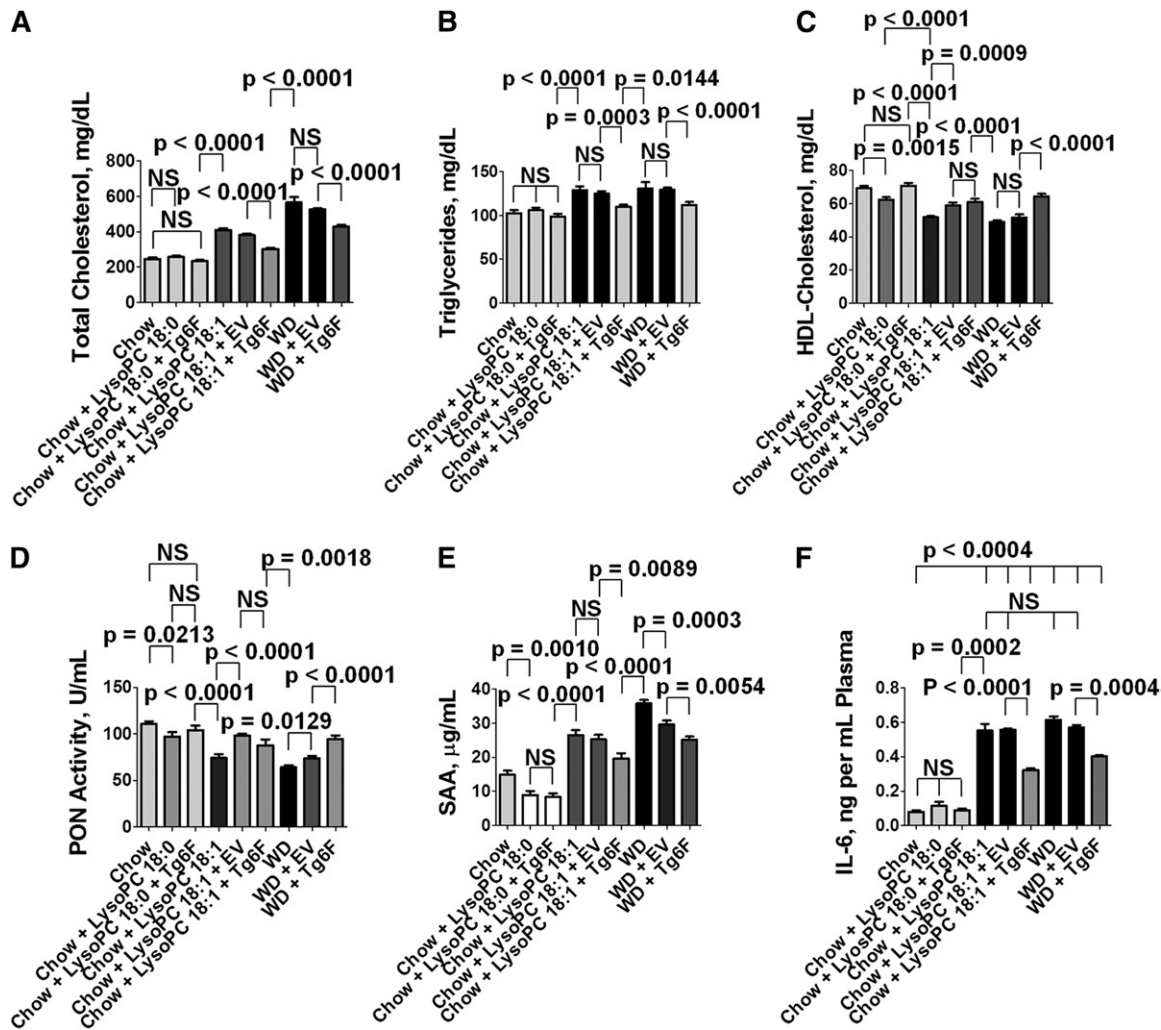 A
p < 0.0001
p < 0.0001
NS
p < 0.0001
NS
NS
p < 0.0001
Total Cholesterol, mg/dL
800
600
400
200
0
Chow
Chow + LysoPC 18:0
Chow + LysoPC 18:0 + Tg6F
Chow + LysoPC 18:1
Chow + LysoPC 18:1 + EV
Chow + LysoPC 18:1 + Tg6F
WD
WD + EV
WD + Tg6F
B
p < 0.0001
p = 0.0144
p = 0.0003
p < 0.0001
NS
NS
NS
Triglycerides, mg/dL
150
100
50
0
Chow
Chow + LysoPC 18:0
Chow + LysoPC 18:0 + Tg6F
Chow + LysoPC 18:1
Chow + LysoPC 18:1 + EV
Chow + LysoPC 18:1 + Tg6F
WD
WD + EV
WD + Tg6F
C
p < 0.0001
p = 0.0009
p < 0.0001
NS
p < 0.0001
p = 0.0015
p < 0.0001
NS
NS
HDL-Cholesterol, mg/dL
80
60
40
20
0
Chow
Chow + LysoPC 18:0
Chow + LysoPC 18:0 + Tg6F
Chow + LysoPC 18:1
Chow + LysoPC 18:1 + EV
Chow + LysoPC 18:1 + Tg6F
WD
WD + EV
WD + Tg6F
D
NS
p = 0.0018
NS
NS
p = 0.0213
p < 0.0001
p < 0.0001
p < 0.0001
p = 0.0129
PON Activity, U/mL
150
100
50
0
Chow
Chow + LysoPC 18:0
Chow + LysoPC 18:0 + Tg6F
Chow + LysoPC 18:1
Chow + LysoPC 18:1 + EV
Chow + LysoPC 18:1 + Tg6F
WD
WD + EV
WD + Tg6F
E
p = 0.0089
NS
p = 0.0003
p = 0.0010
p < 0.0001
p < 0.0001
p = 0.0054
NS
SAA, μg/mL
40
30
20
10
0
Chow
Chow + LysoPC 18:0
Chow + LysoPC 18:0 + Tg6F
Chow + LysoPC 18:1
Chow + LysoPC 18:1 + EV
Chow + LysoPC 18:1 + Tg6F
WD
WD + EV
WD + Tg6F
F
p < 0.0004
NS
p = 0.0002
P < 0.0001
p = 0.0004
NS
IL-6, ng per mL Plasma
0.8
0.6
0.4
0.2
0.0
Chow
Chow + LysoPC 18:0
Chow + LysoPC 18:0 + Tg6F
Chow + LysoPC 18:1
Chow + LysoPC 18:1 + EV
Chow + LysoPC 18:1 + Tg6F
WD
WD + EV
WD + Tg6F